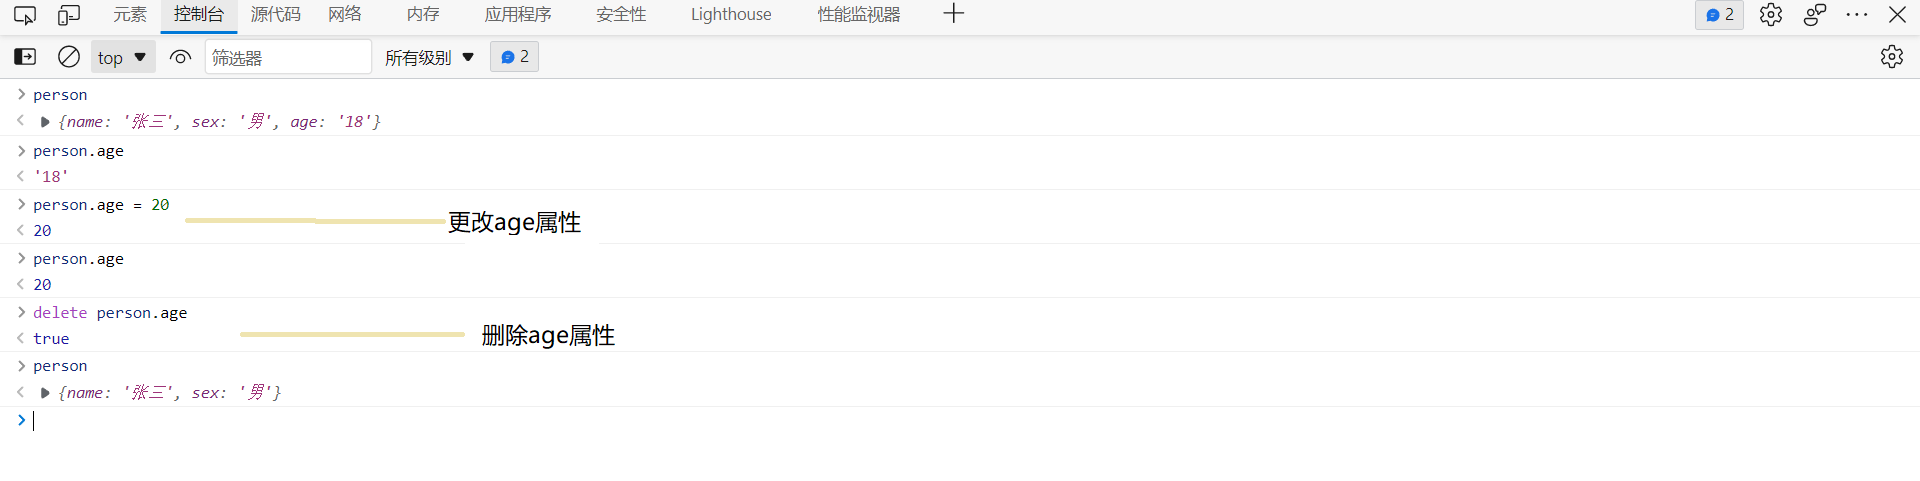 元素 控制台 源代码 网络 内存 应用程序 安全性 Lighthouse 性能监视器 2
top 筛选器 所有级别 2
person
{name: '张三', sex: '男', age: '18'}
person.age
'18'
person.age = 20
更改age属性
20
person.age
20
delete person.age
删除age属性
true
person
{name: '张三', sex: '男'}